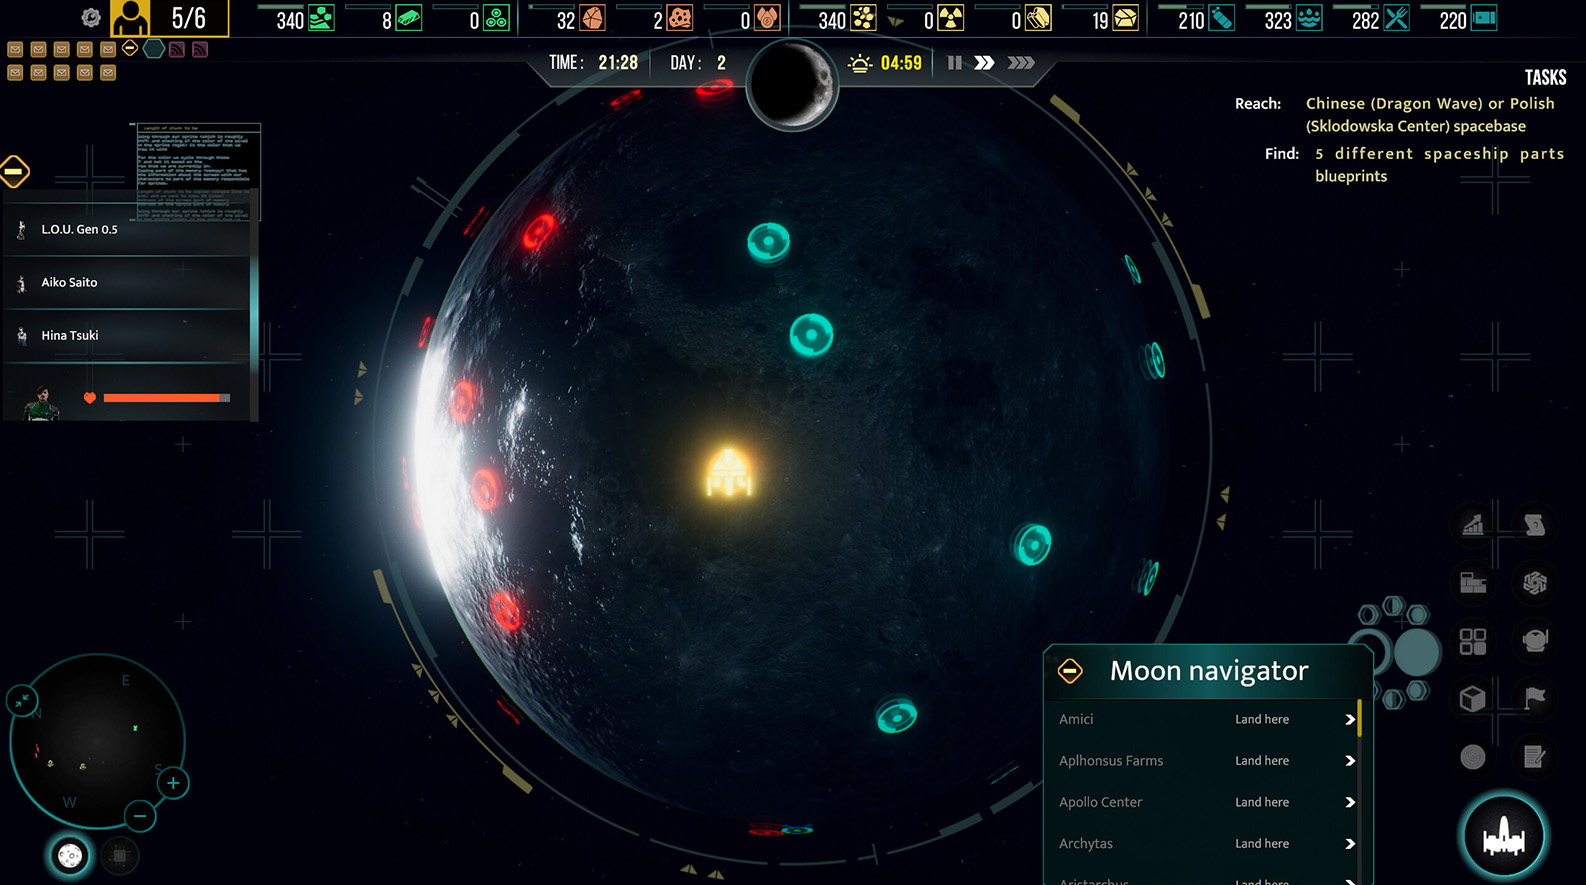 5/6
340
8
0
32
2
0
340
0
0
19
210
323
282
220
TIME: 21:28
DAY: 2
04:59
TASKS
Reach: Chinese (Dragon Wave) or Polish
(Sklodowska Center) spacebase
Find: 5 different spaceship parts
blueprints
L.O.U. Gen 0.5
Aiko Saito
Hina Tsuki
E
N
S
W
Moon navigator
Amici Land here
Aplhonsus Farms Land here
Apollo Center Land here
Archytas Land here
Aristarchus Land here